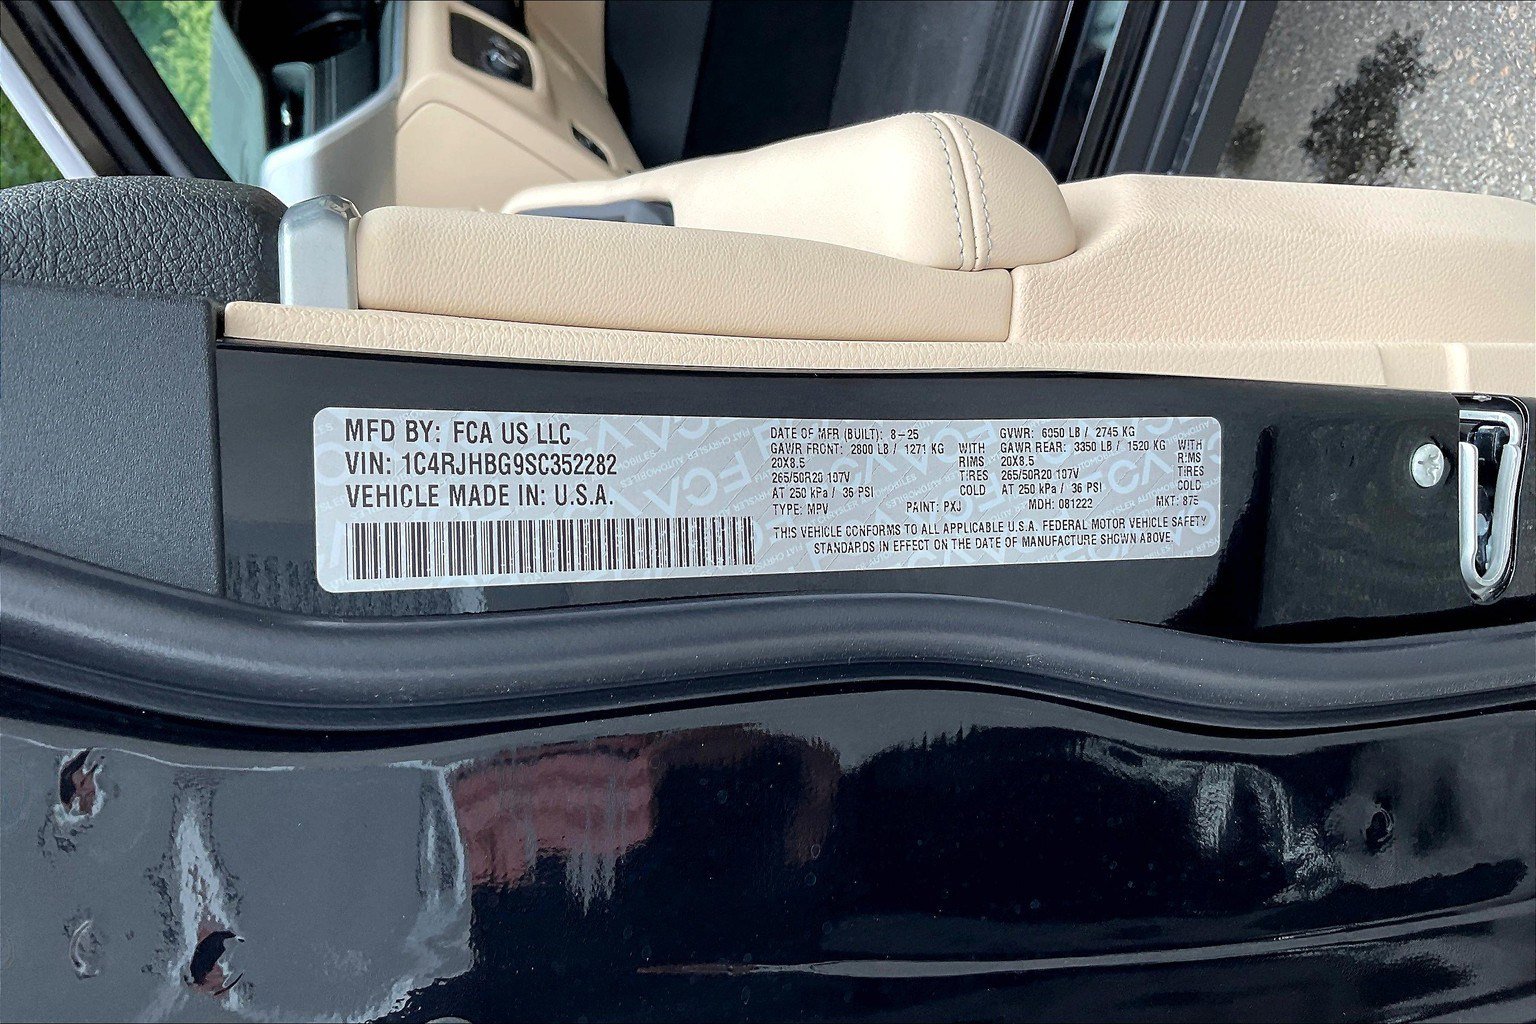 MFD BY: FCA US LLC
VIN: 1C4RJHBG9SC352282
VEHICLE MADE IN: U.S.A.
DATE OF MFR (BUILT): 8-25 GVWR: 6050 LB / 2745 KG
GAWR FRONT: 2800 LB / 1271 KG WITH GAWR REAR: 3350 LB / 1520 KG WITH
20X8.5 RIMS 20X8.5 RIMS
265/50R20 107V TIRES 265/50R20 107V TIRES
AT 250 kPa / 36 PSI COLD AT 250 kPa / 36 PSI COLD
TYPE: MPV PAINT: PXJ MDH: 081222 MKT: 875
THIS VEHICLE CONFORMS TO ALL APPLICABLE U.S.A. FEDERAL MOTOR VEHICLE SAFETY
STANDARDS IN EFFECT ON THE DATE OF MANUFACTURE SHOWN ABOVE.